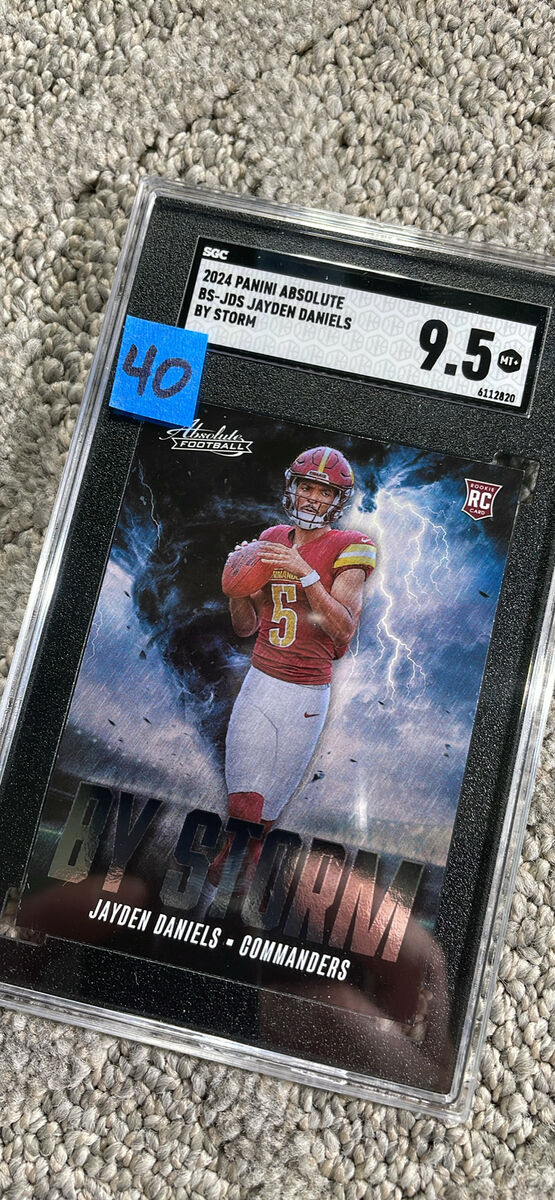 SGC
2024 PANINI ABSOLUTE
BS-JDS JAYDEN DANIELS
BY STORM
9.5 MT+
6112820
40
Absolute
FOOTBALL
ROOKIE
RC
CARD
5
BY STORM
JAYDEN DANIELS • COMMANDERS